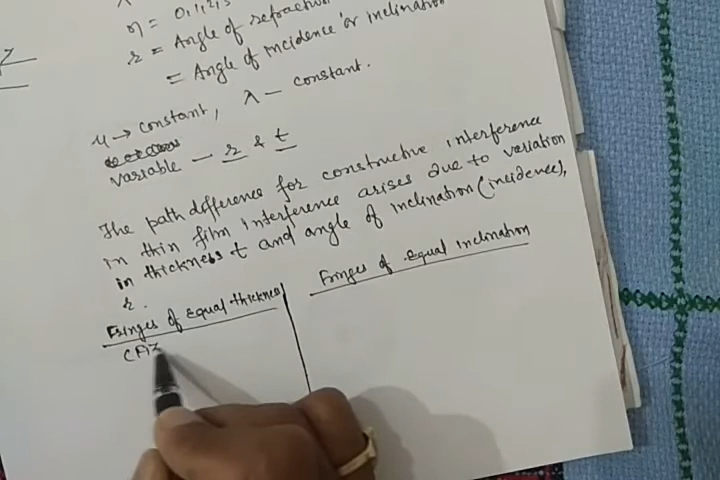 η = 0,1,2,3
r = Angle of refraction
= Angle of incidence or inclination
μ → constant, λ – constant.
variable – r & t
The path difference for constructive interference
in thin film interference arises due to variation
in thickness t and angle of inclination (incidence),
r.
Fringes of Equal thickness
Fringes of equal inclination
(Fiz